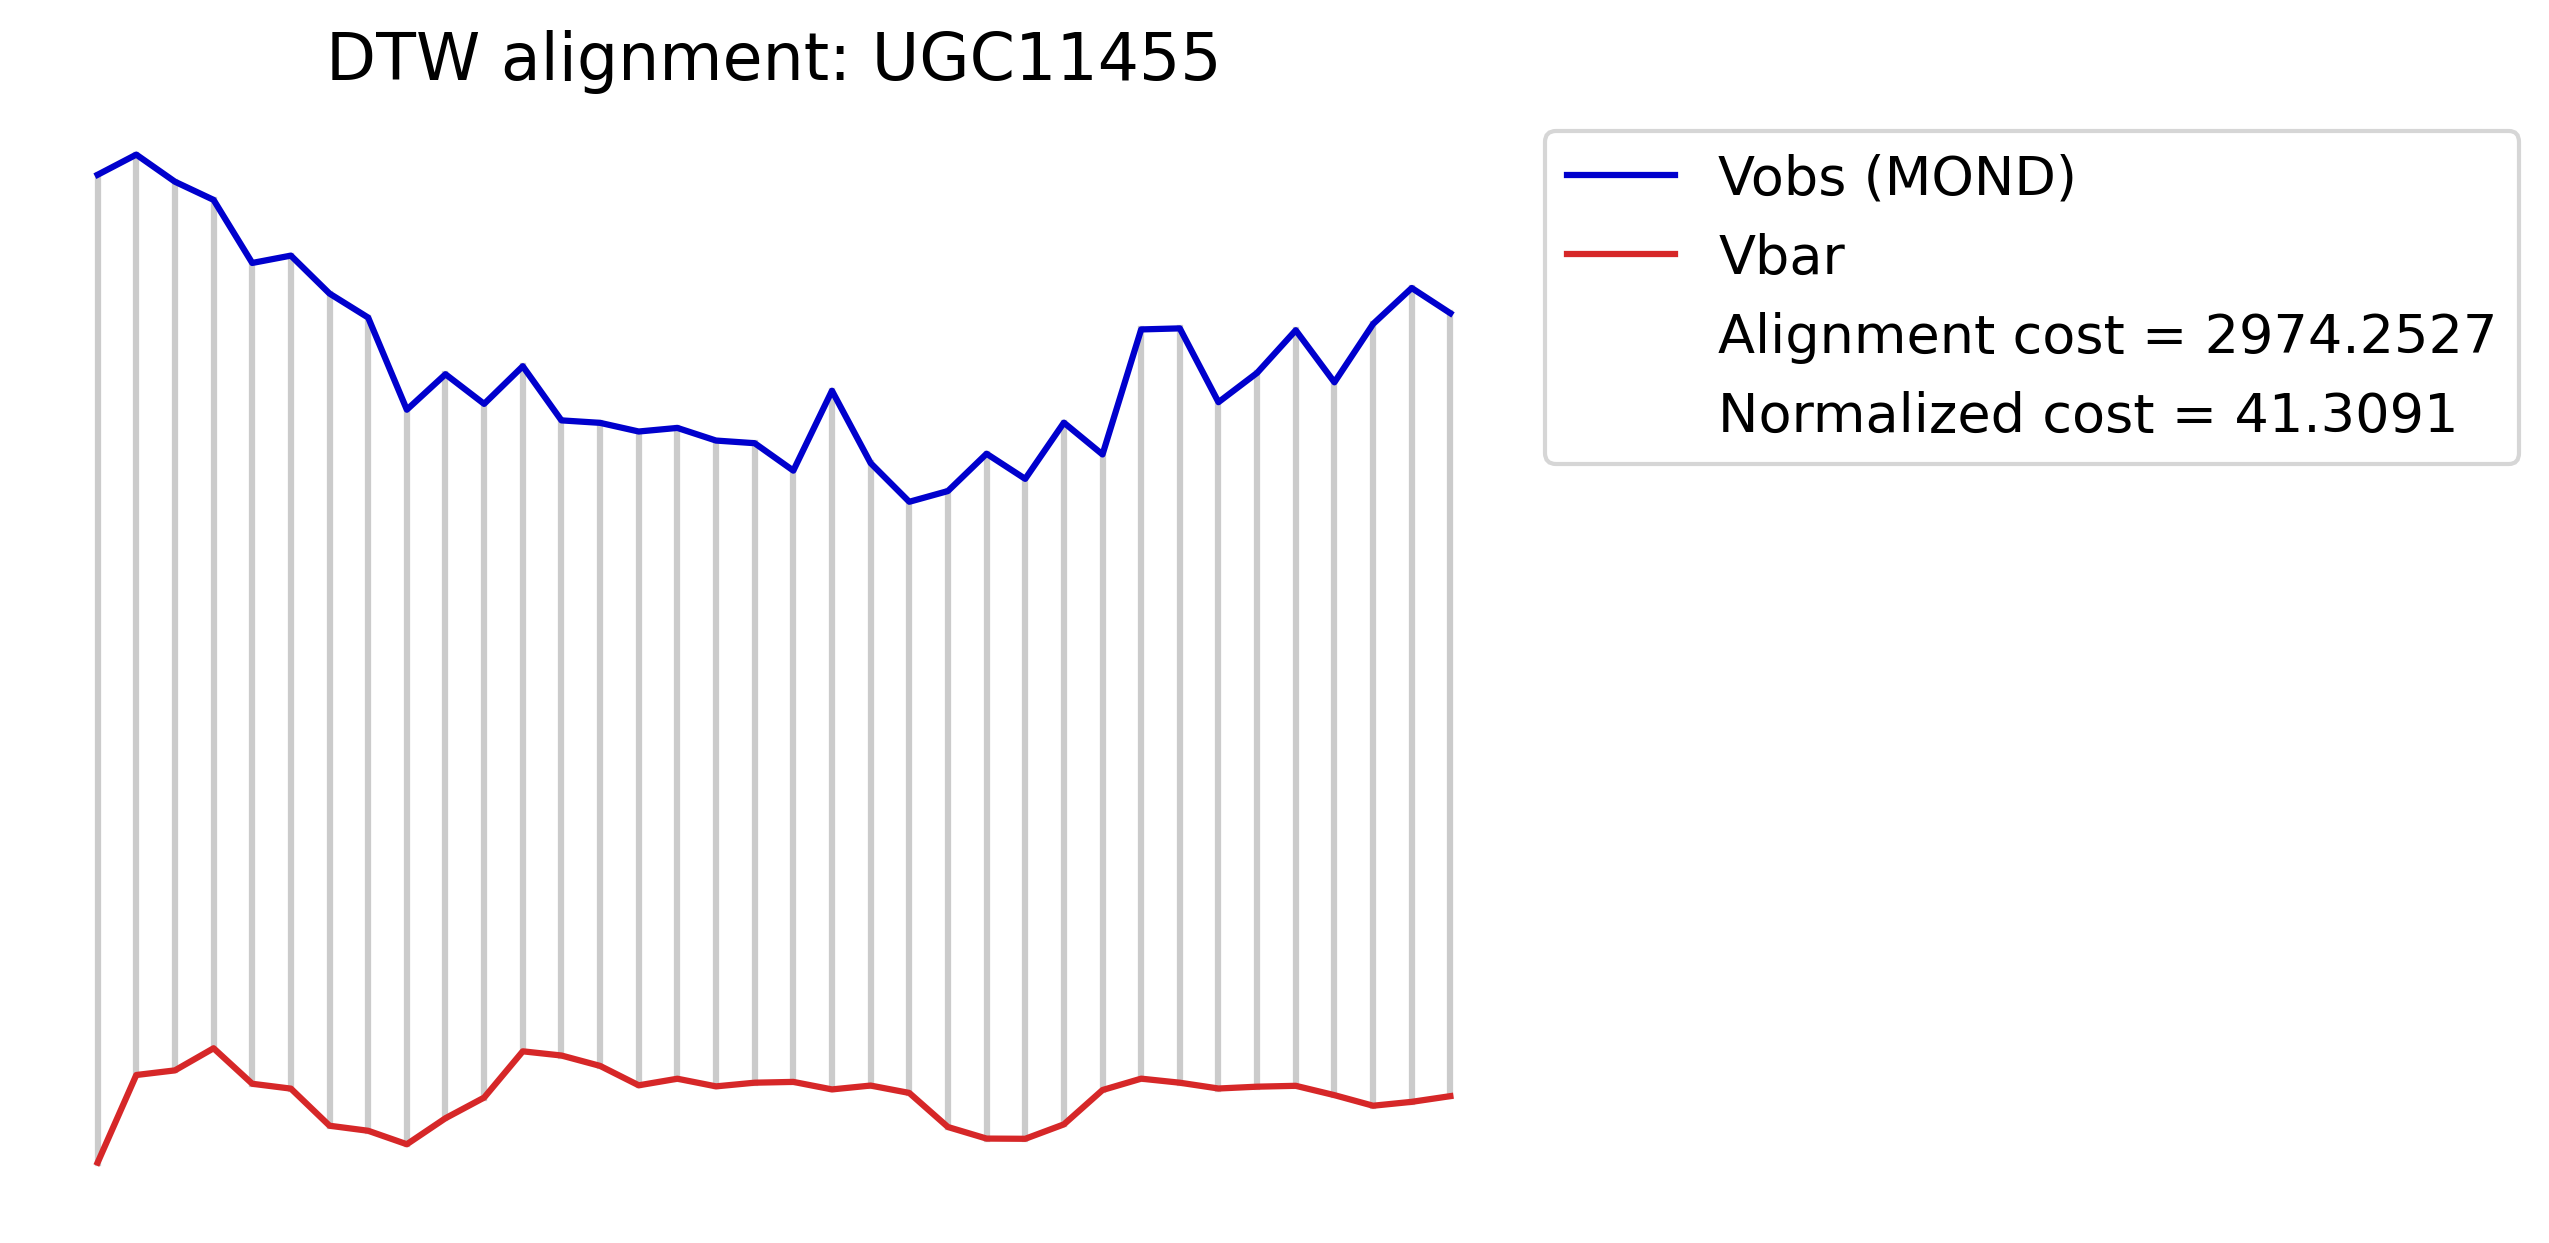 DTW alignment: UGC11455
Vobs (MOND)
Vbar
Alignment cost = 2974.2527
Normalized cost = 41.3091